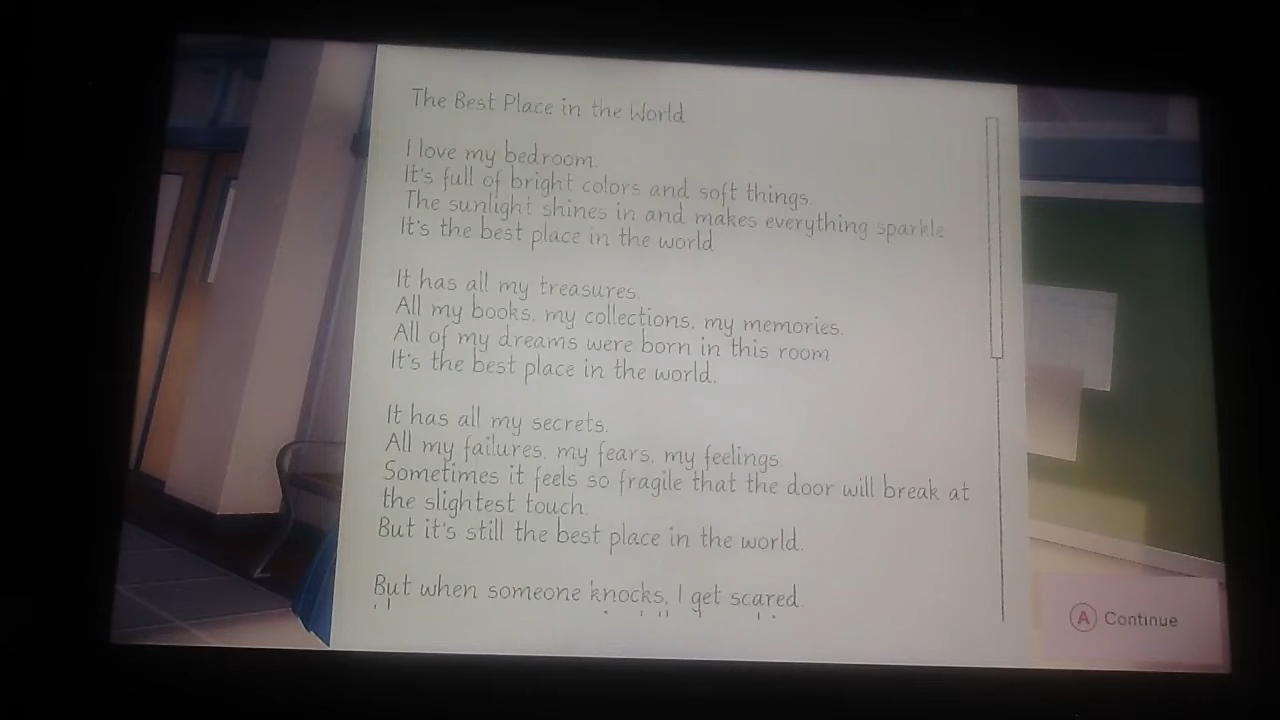 The Best Place in the World
I love my bedroom.
It's full of bright colors and soft things.
The sunlight shines in and makes everything sparkle
It's the best place in the world
It has all my treasures.
All my books, my collections, my memories.
All of my dreams were born in this room
It's the best place in the world.
It has all my secrets.
All my failures, my fears, my feelings.
Sometimes it feels so fragile that the door will break at
the slightest touch.
But it's still the best place in the world.
But when someone knocks, I get scared.
A Continue